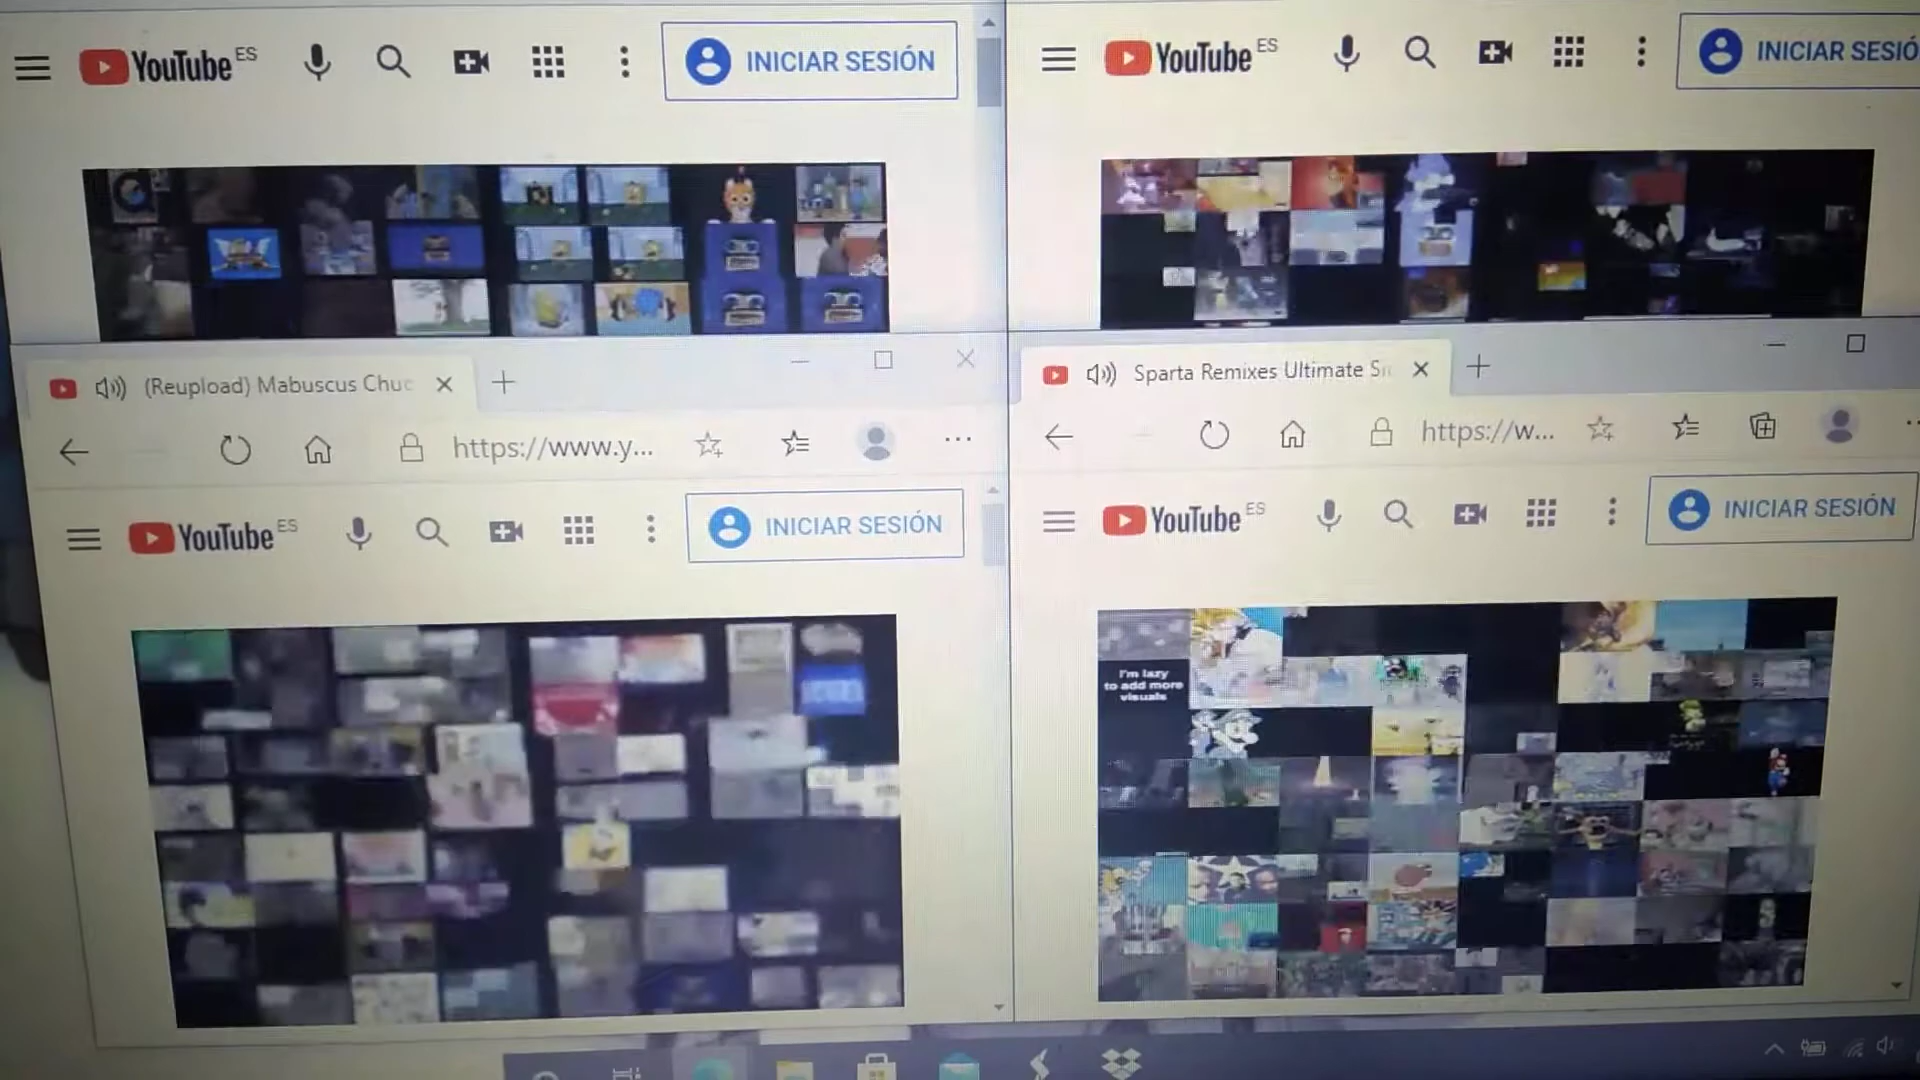 YouTube ES
INICIAR SESIÓN
YouTube ES
INICIAR SESIÓ
(Reupload) Mabuscus Chuc
https://www.y...
YouTube ES
INICIAR SESIÓN
Sparta Remixes Ultimate S
https://w...
YouTube ES
INICIAR SESIÓN
I'm lazy
to add more
visuals